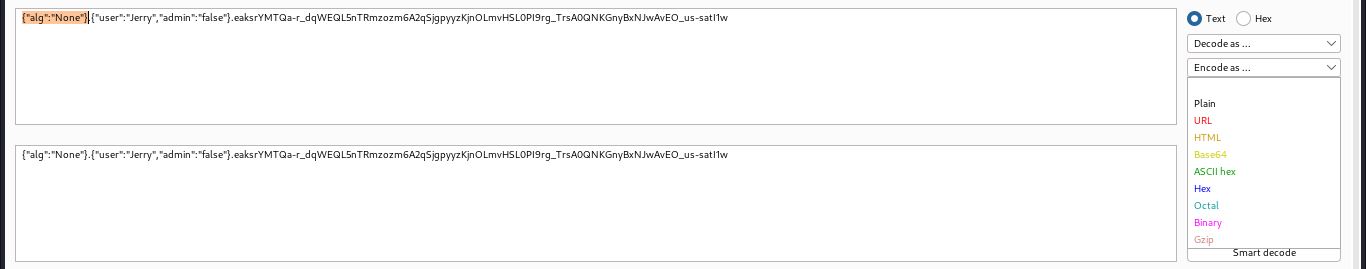 {"alg":"None"}.{"user":"Jerry","admin":"false"}.eaksrYMTQa-r_dqWEQL5nTRmzozm6A2qSjgpyyzKjnOLmvHSL0PI9rg_TrsA0QNKGnyBxNJwAvEO_us-satI1w
Text Hex
Decode as ...
Encode as ...
Plain
URL
HTML
Base64
ASCII hex
Hex
Octal
Binary
Gzip
Smart decode
{"alg":"None"}.{"user":"Jerry","admin":"false"}.eaksrYMTQa-r_dqWEQL5nTRmzozm6A2qSjgpyyzKjnOLmvHSL0PI9rg_TrsA0QNKGnyBxNJwAvEO_us-satI1w